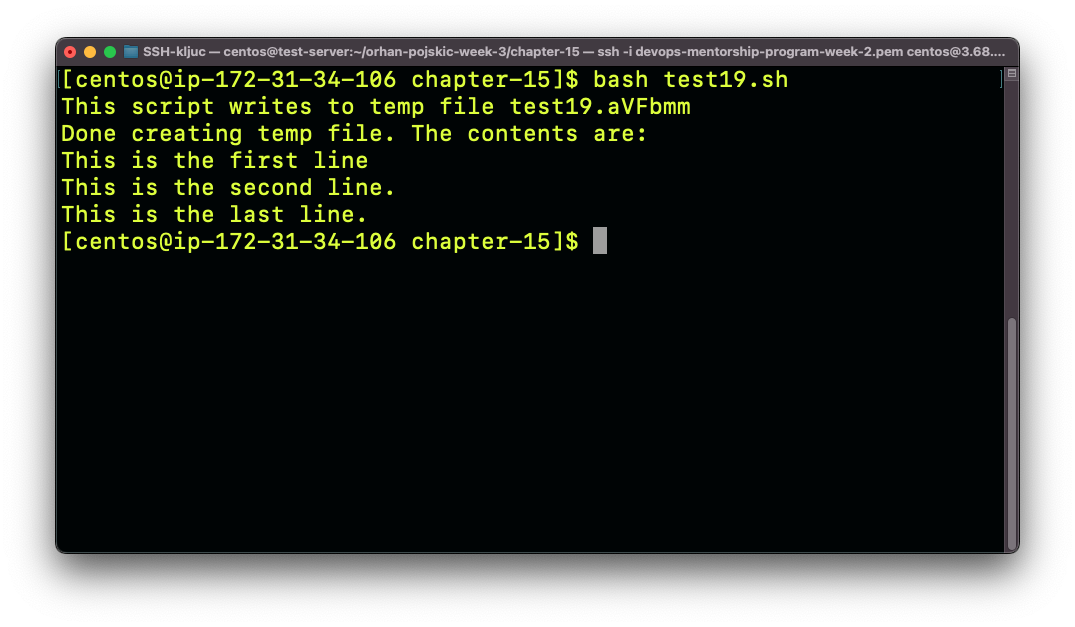 SSH-kljuc — centos@test-server:~/orhan-pojskic-week-3/chapter-15 — ssh -i devops-mentorship-program-week-2.pem centos@3.68....
[centos@ip-172-31-34-106 chapter-15]$ bash test19.sh
This script writes to temp file test19.aVFbmm
Done creating temp file. The contents are:
This is the first line
This is the second line.
This is the last line.
[centos@ip-172-31-34-106 chapter-15]$